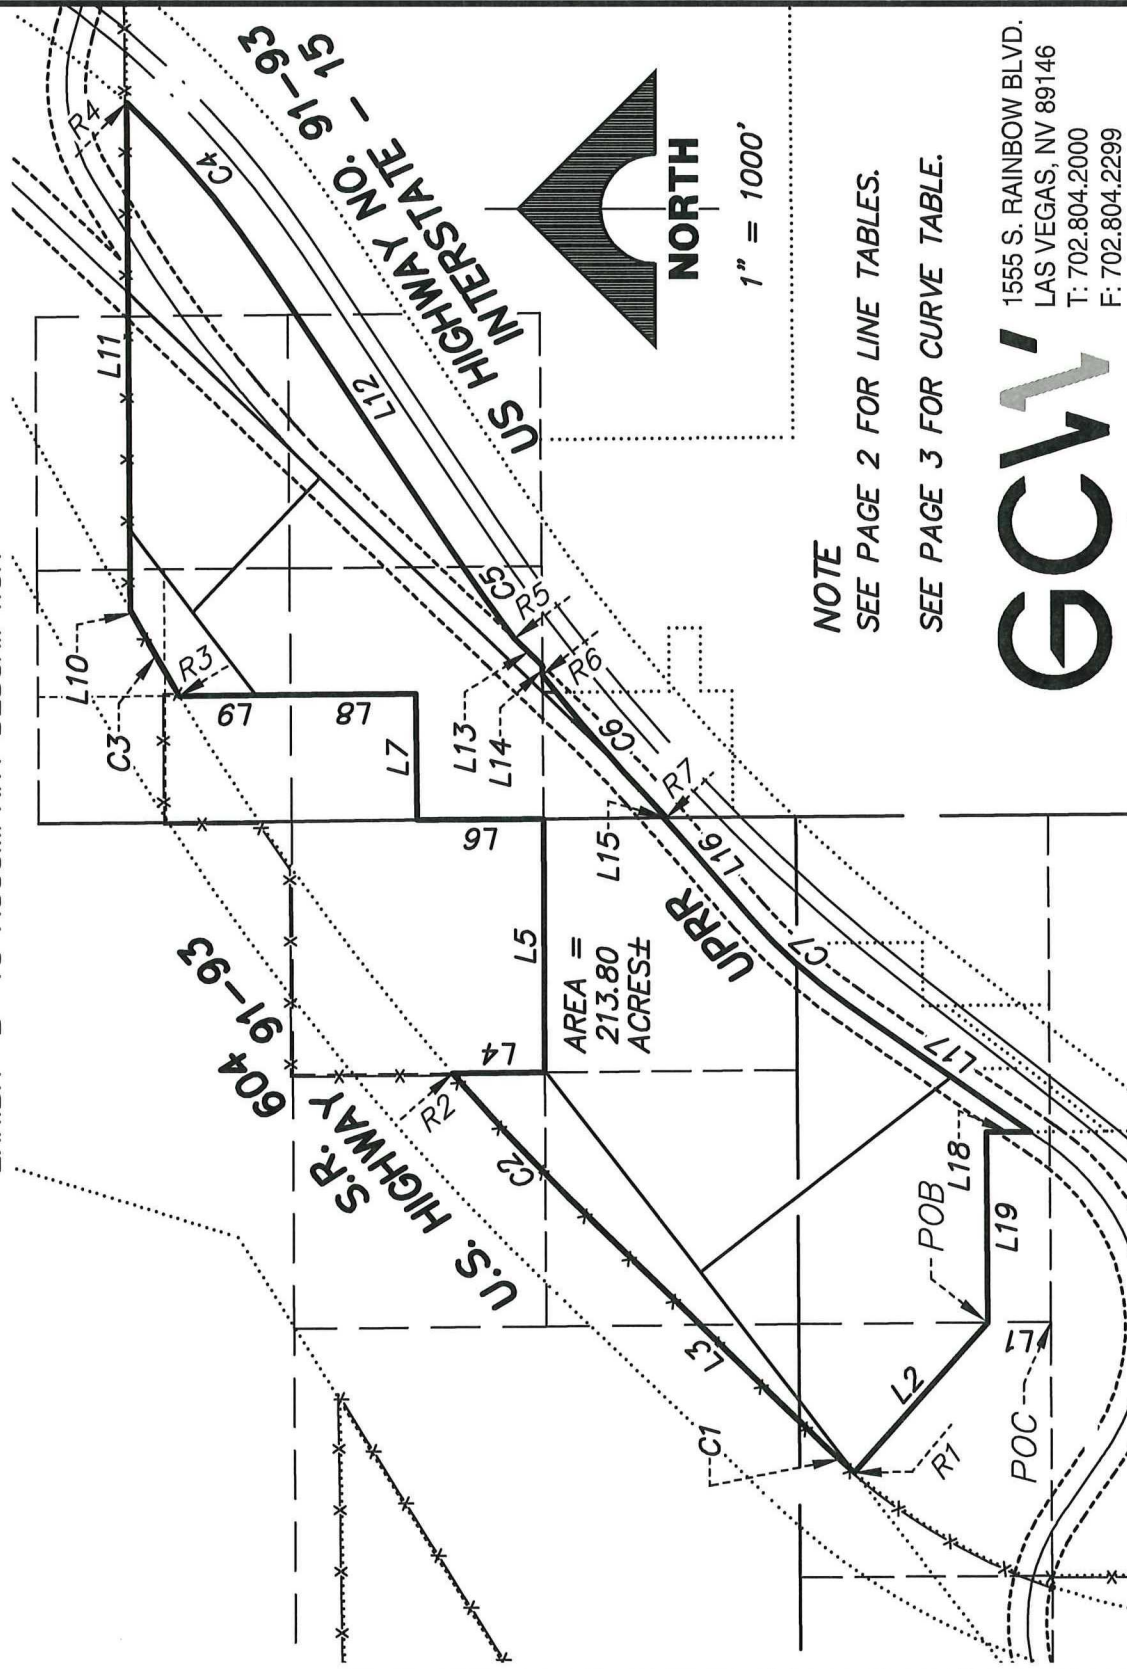 US HIGHWAY NO. 91-93
INTERSTATE - 15
R4
C4
L11
L12
L10
C3
R3
L9
L8
L7
L6
C5
R5
L13
L14
R6
C6
L15
R7
L16
UPRR
S.R. 604 91-93
U.S. HIGHWAY
R2
C2
L4
L5
AREA =
213.80
ACRES±
C7
L17
L18
POB
L19
L3
C1
L2
L1
R1
POC
NORTH
1" = 1000'
NOTE
SEE PAGE 2 FOR LINE TABLES.
SEE PAGE 3 FOR CURVE TABLE.
GCW
1555 S. RAINBOW BLVD.
LAS VEGAS, NV 89146
T: 702.804.2000
F: 702.804.2299